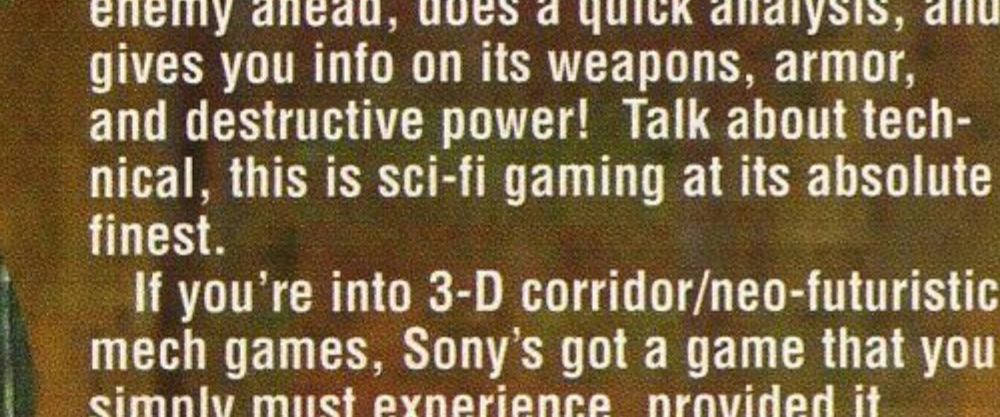 enemy ahead, does a quick analysis, and
gives you info on its weapons, armor,
and destructive power!  Talk about tech-
nical, this is sci-fi gaming at its absolute
finest.
If you're into 3-D corridor/neo-futuristic
mech games, Sony's got a game that you
simply must experience, provided it